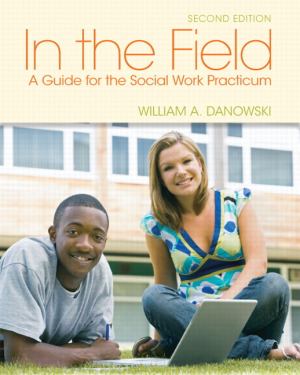 SECOND EDITION
In the Field
A Guide for the Social Work Practicum
WILLIAM A. DANOWSKI